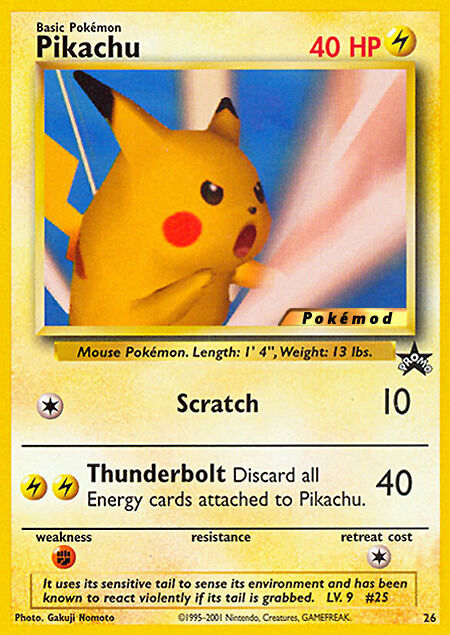 Basic Pokémon
Pikachu 40 HP
Pokémod
Mouse Pokémon. Length: 1' 4", Weight: 13 lbs.
PROMO
Scratch 10
Thunderbolt Discard all
Energy cards attached to Pikachu. 40
weakness resistance retreat cost
It uses its sensitive tail to sense its environment and has been
known to react violently if its tail is grabbed. LV. 9 #25
Photo. Gakuji Nomoto ©1995-2001 Nintendo, Creatures, GAMEFREAK. 26